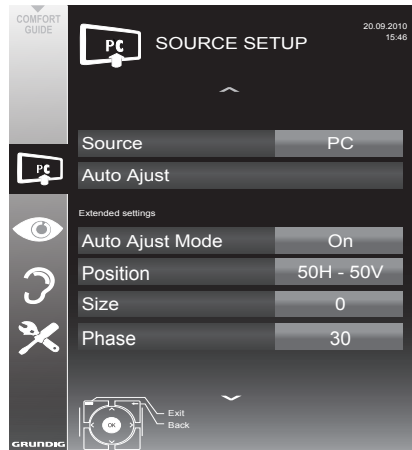 COMFORT
GUIDE
PC
SOURCE SETUP
20.09.2010
15:46
Source PC
PC
Auto Ajust
Extended settings
Auto Ajust Mode On
Position 50H - 50V
Size 0
Phase 30
Exit
Back
OK
GRUNDIG